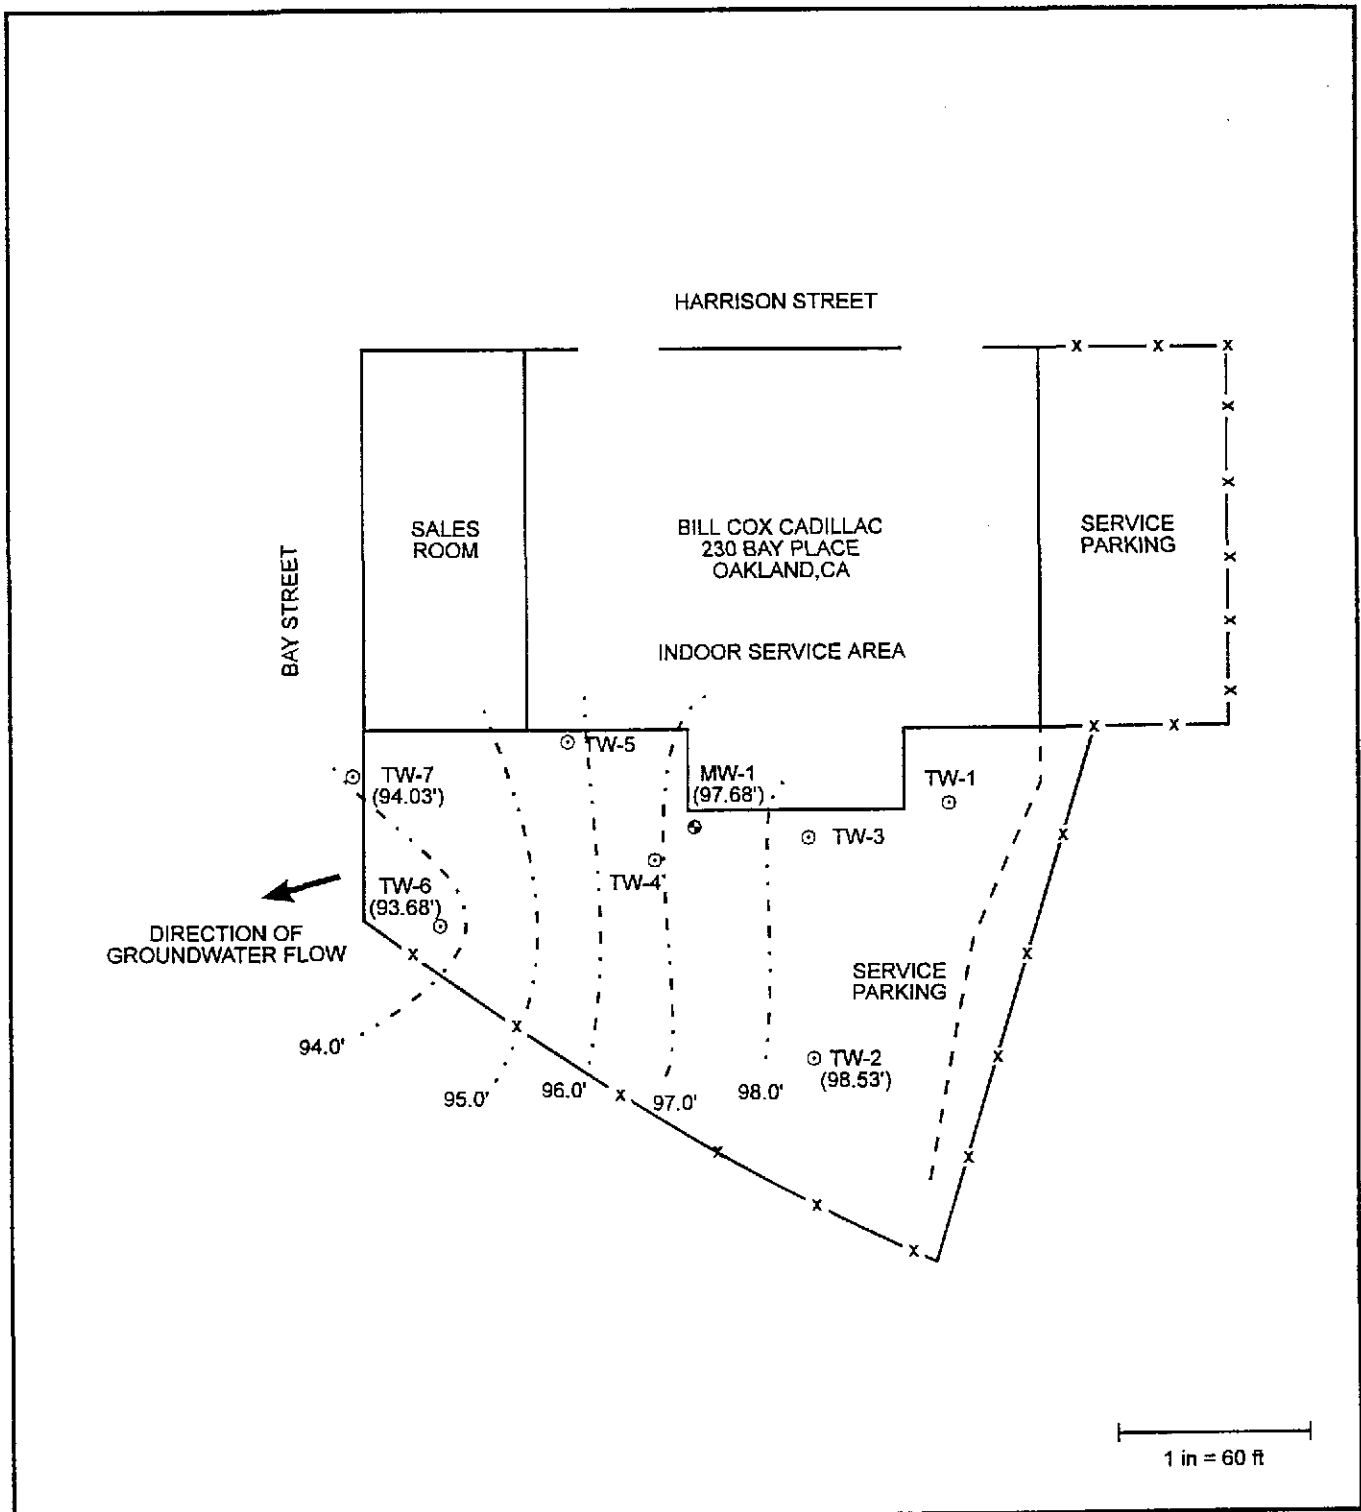 HARRISON STREET
SALES
ROOM
BILL COX CADILLAC
230 BAY PLACE
OAKLAND,CA
SERVICE
PARKING
BAY STREET
INDOOR SERVICE AREA
TW-5
TW-7
(94.03')
MW-1
(97.68')
TW-1
TW-3
TW-4
TW-6
(93.68')
DIRECTION OF
GROUNDWATER FLOW
SERVICE
PARKING
94.0'
95.0'
96.0'
97.0'
98.0'
TW-2
(98.53')
1 in = 60 ft